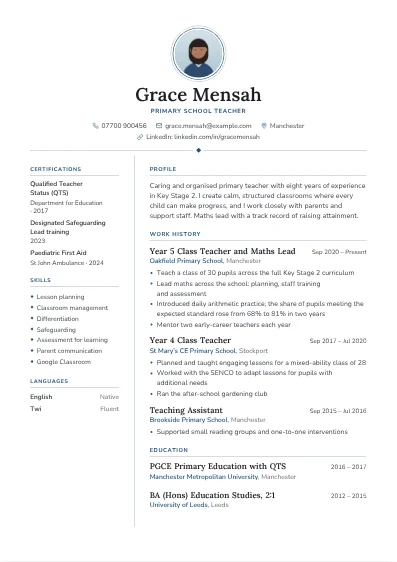 Grace Mensah
PRIMARY SCHOOL TEACHER
07700 900456 grace.mensah@example.com Manchester
LinkedIn: linkedin.com/in/gracemensah
CERTIFICATIONS
Qualified Teacher
Status (QTS)
Department for Education
· 2017
Designated Safeguarding
Lead training
2023
Paediatric First Aid
St John Ambulance · 2024
SKILLS
• Lesson planning
• Classroom management
• Differentiation
• Safeguarding
• Assessment for learning
• Parent communication
• Google Classroom
LANGUAGES
English Native
Twi Fluent
PROFILE
Caring and organised primary teacher with eight years of experience
in Key Stage 2. I create calm, structured classrooms where every
child can make progress, and I work closely with parents and
support staff. Maths lead with a track record of raising attainment.
WORK HISTORY
Year 5 Class Teacher and Maths Lead Sep 2020 – Present
Oakfield Primary School, Manchester
• Teach a class of 30 pupils across the full Key Stage 2 curriculum
• Lead maths across the school: planning, staff training
and assessment
• Introduced daily arithmetic practice; the share of pupils meeting the
expected standard rose from 68% to 81% in two years
• Mentor two early-career teachers each year
Year 4 Class Teacher Sep 2017 – Jul 2020
St Mary's CE Primary School, Stockport
• Planned and taught engaging lessons for a mixed-ability class of 28
• Worked with the SENCO to adapt lessons for pupils with
additional needs
• Ran the after-school gardening club
Teaching Assistant Sep 2015 – Jul 2016
Brookside Primary School, Manchester
• Supported small reading groups and one-to-one interventions
EDUCATION
PGCE Primary Education with QTS 2016 – 2017
Manchester Metropolitan University, Manchester
BA (Hons) Education Studies, 2:1 2012 – 2015
University of Leeds, Leeds